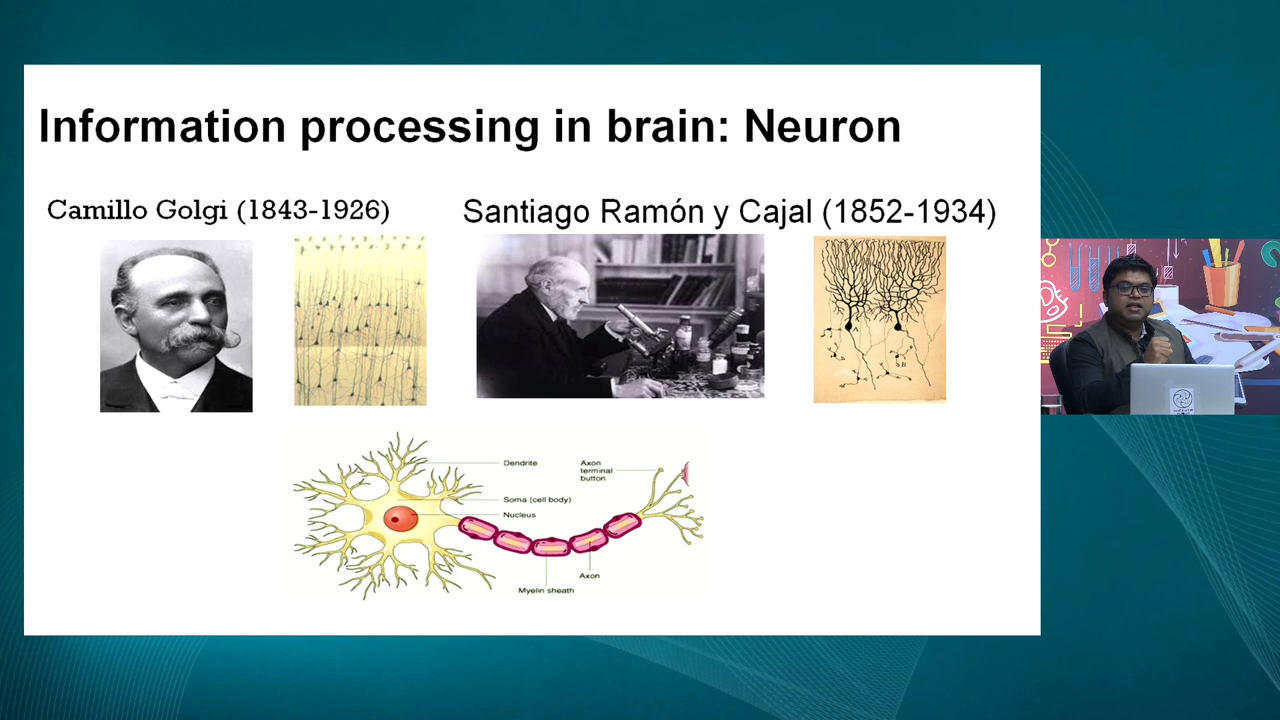 Information processing in brain: Neuron
Camillo Golgi (1843-1926)
Santiago Ramón y Cajal (1852-1934)
Dendrite
Soma (cell body)
Nucleus
Axon
terminal
button
Axon
Myelin sheath